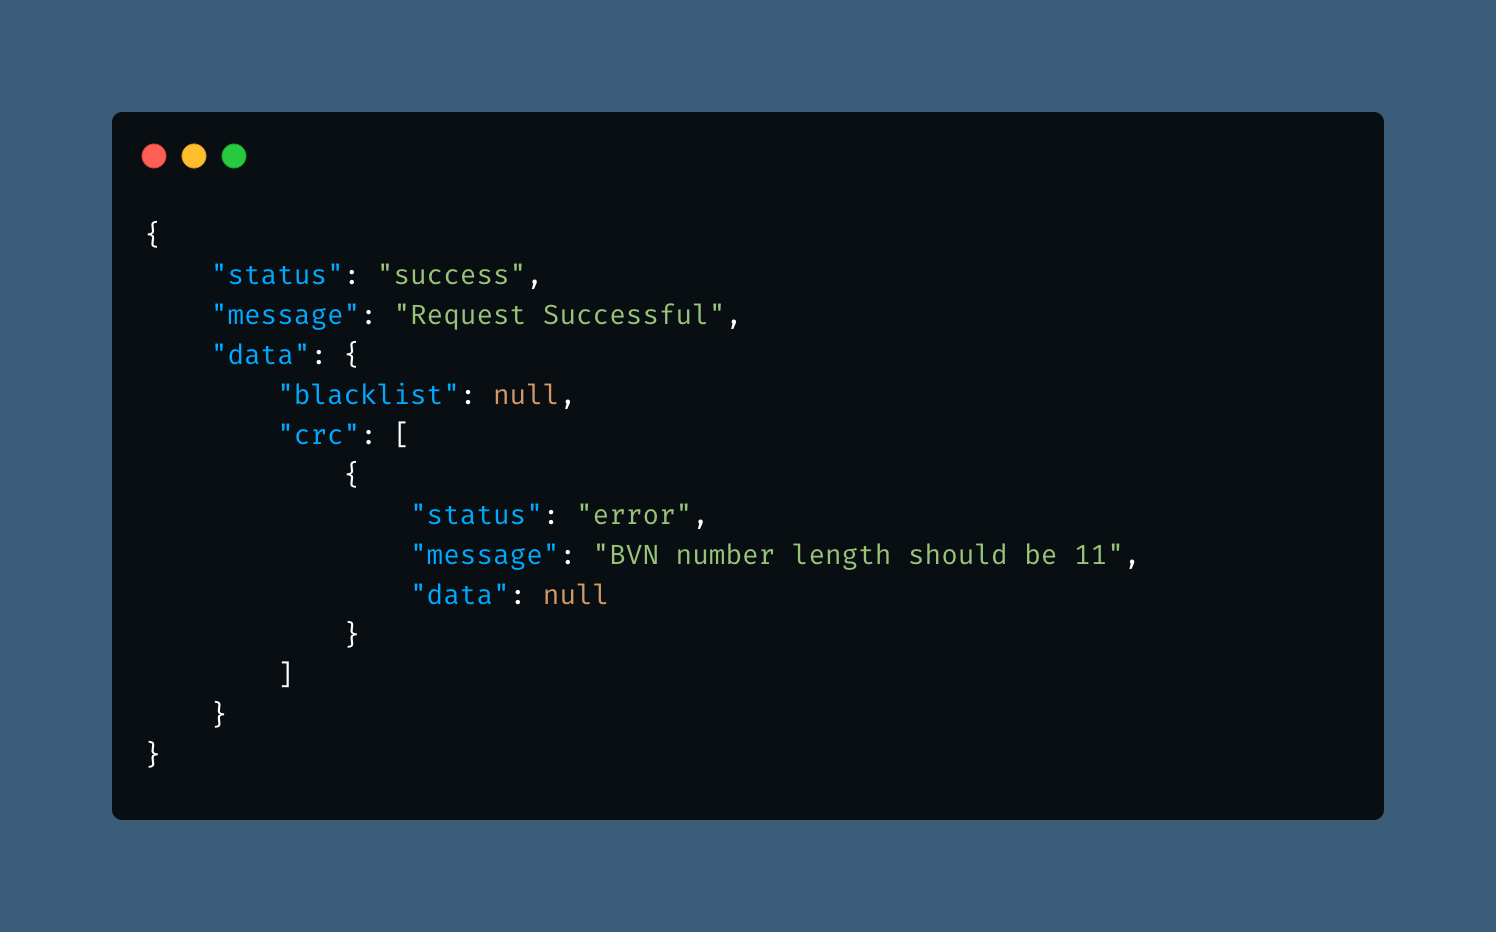 {
    "status": "success",
    "message": "Request Successful",
    "data": {
        "blacklist": null,
        "crc": [
            {
                "status": "error",
                "message": "BVN number length should be 11",
                "data": null
            }
        ]
    }
}